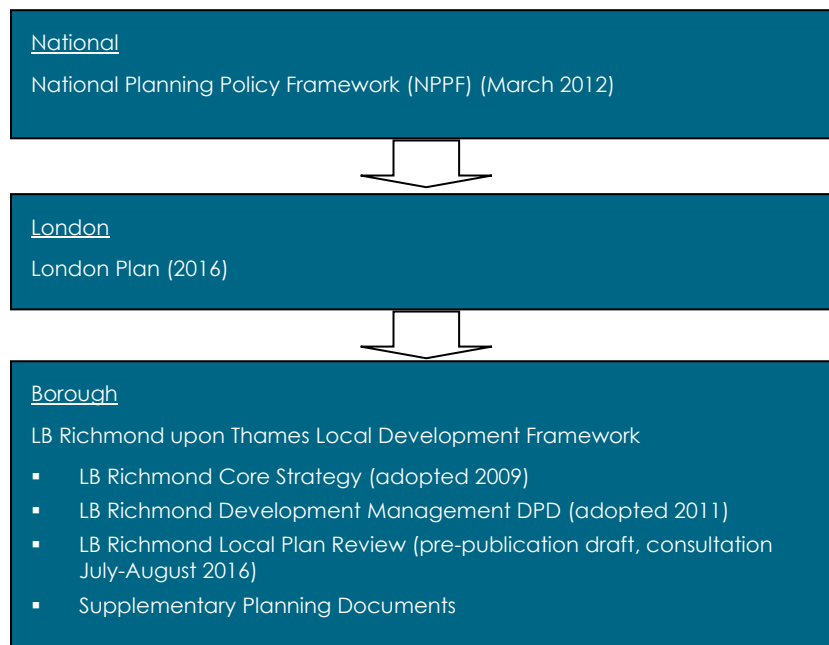 National
National Planning Policy Framework (NPPF) (March 2012)
London
London Plan (2016)
Borough
LB Richmond upon Thames Local Development Framework
▪ LB Richmond Core Strategy (adopted 2009)
▪ LB Richmond Development Management DPD (adopted 2011)
▪ LB Richmond Local Plan Review (pre-publication draft, consultation
July-August 2016)
▪ Supplementary Planning Documents